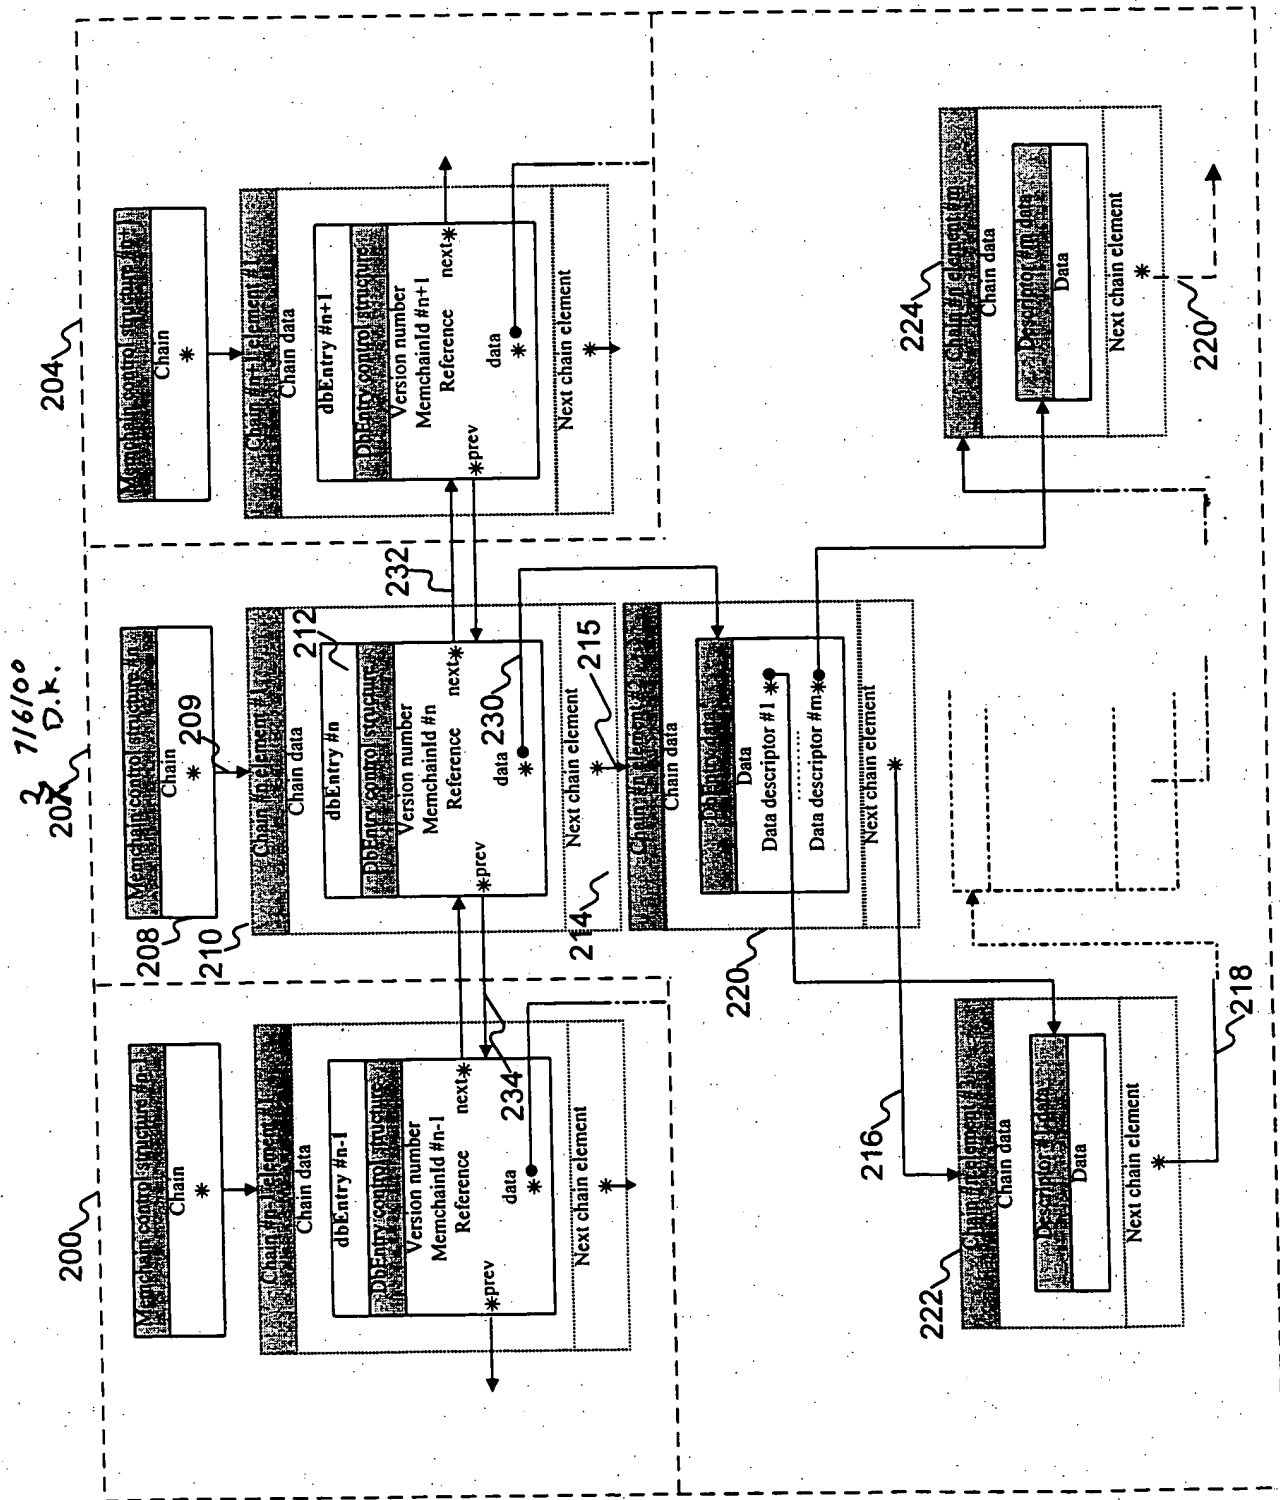 3 7/6/00
D.K.
200
207
204
Memchain control structure #n-1
Chain
*
Chain #n-1 element #1
Chain data
dbEntry #n-1
DbEntry control structure
Version number
MemchainId #n-1
Reference
next*
*prev
data
*
Next chain element
*
234
Memchain control structure #n
Chain
*
209
208
210
Chain #n element #1
Chain data
212
dbEntry #n
DbEntry control structure
Version number
MemchainId #n
Reference
next*
*prev
230
data
*
Next chain element
*
214
215
232
Memchain control structure #n+1
Chain
*
Chain #n+1 element #1
Chain data
dbEntry #n+1
DbEntry control structure
Version number
MemchainId #n+1
Reference
next*
*prev
data
*
Next chain element
*
Chain #n element #2
Chain data
DbEntry data
Data
Data descriptor #1 *
........
Data descriptor #m*
Next chain element
*
220
216
222
Chain #n element #3
Chain data
Descriptor #1 data
Data
Next chain element
*
218
224
Chain #n element #m
Chain data
Descriptor #m data
Data
Next chain element
*
220